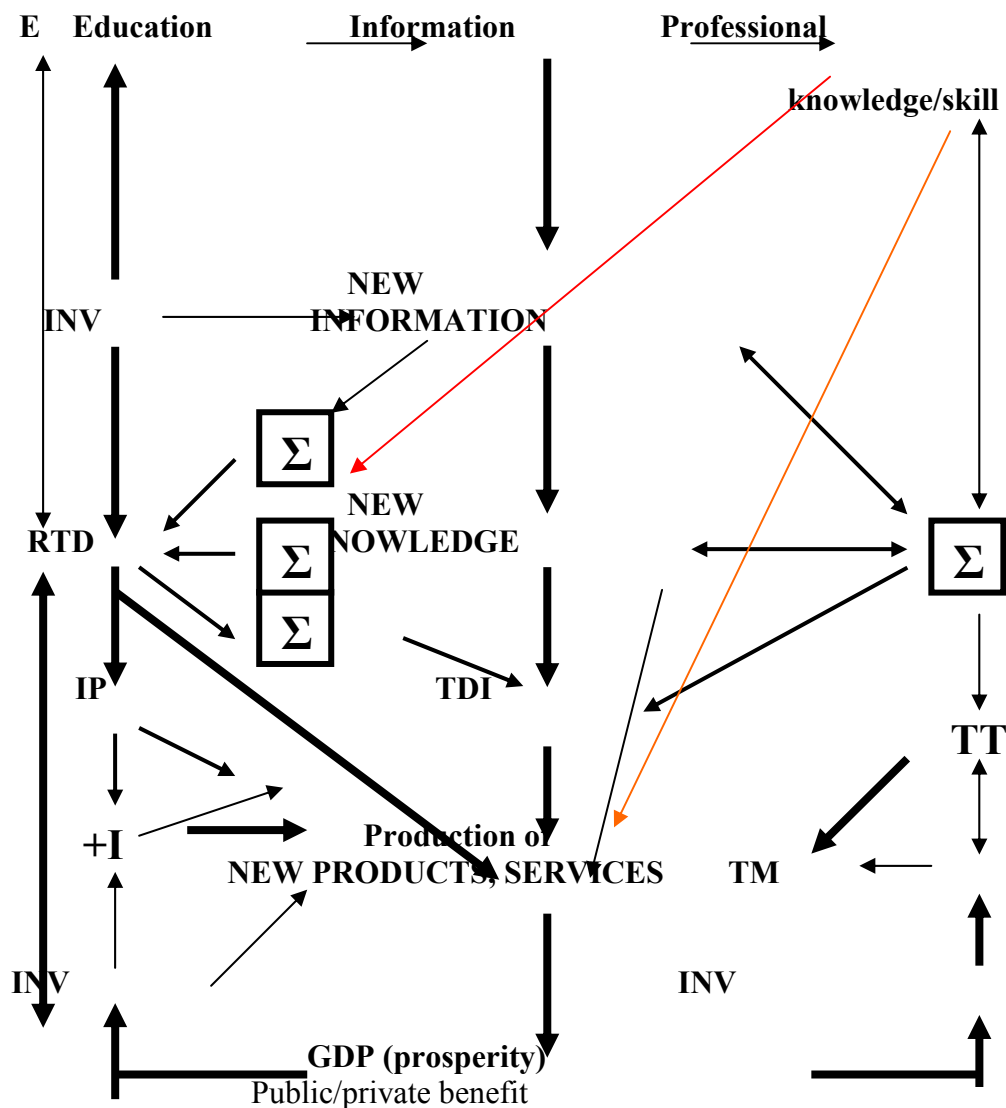 E Education Information Professional
knowledge/skill
NEW
INV INFORMATION
Σ
NEW
RTD NOWLEDGE
Σ Σ
Σ
IP TDI
TT
+I Production of
NEW PRODUCTS, SERVICES TM
INV INV
GDP (prosperity)
Public/private benefit